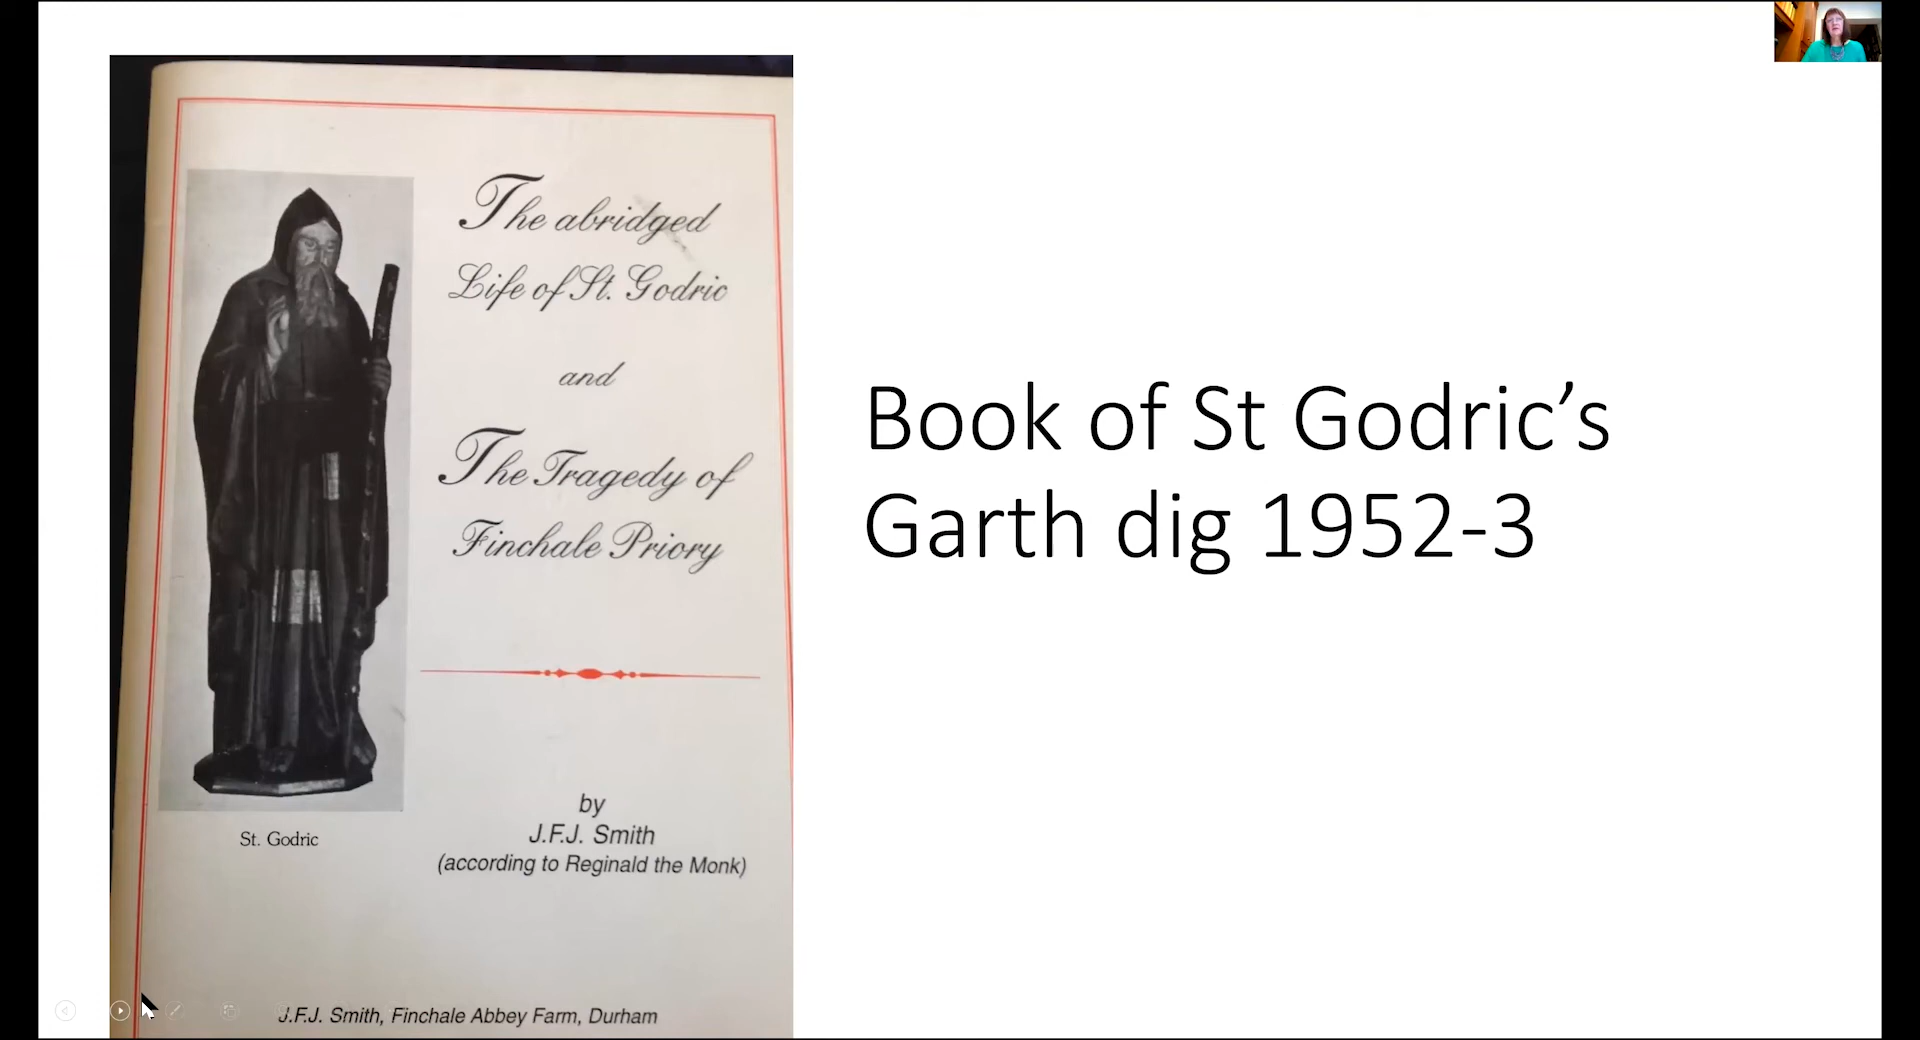 The abridged
Life of St. Godric
and
The Tragedy of
Finchale Priory
by
J.F.J. Smith
(according to Reginald the Monk)
St. Godric
J.F.J. Smith, Finchale Abbey Farm, Durham
Book of St Godric’s
Garth dig 1952-3